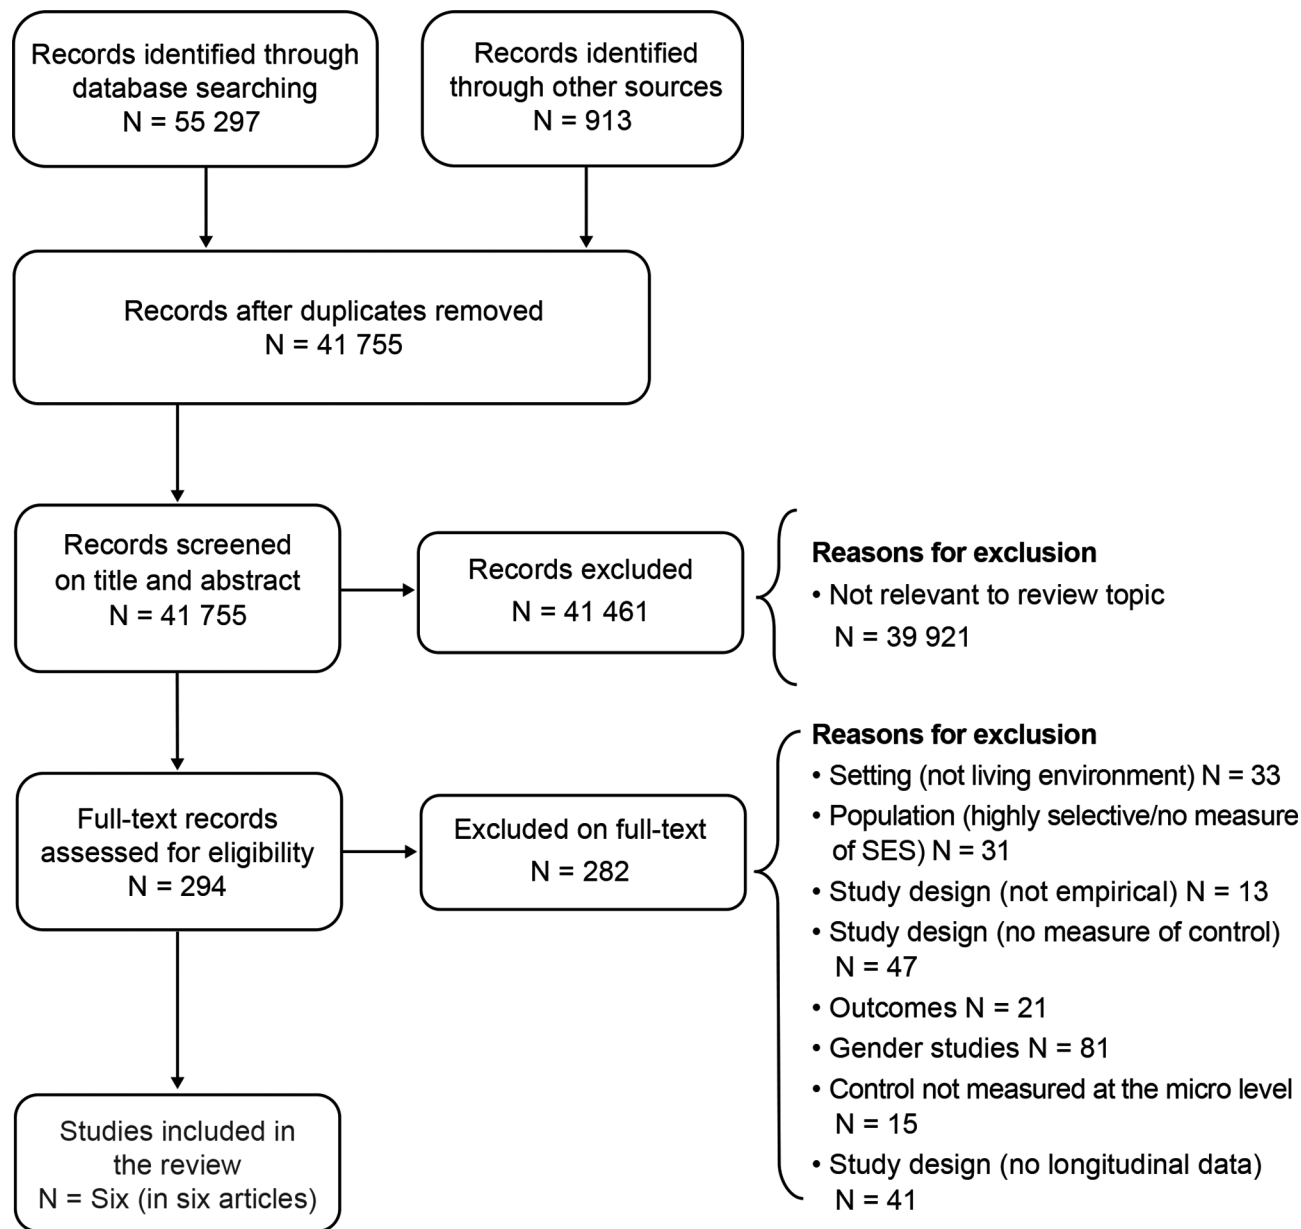 Records identified through
database searching
N = 55 297
Records identified
through other sources
N = 913
Records after duplicates removed
N = 41 755
Records screened
on title and abstract
N = 41 755
Records excluded
N = 41 461
Reasons for exclusion
• Not relevant to review topic
N = 39 921
Full-text records
assessed for eligibility
N = 294
Excluded on full-text
N = 282
Reasons for exclusion
• Setting (not living environment) N = 33
• Population (highly selective/no measure
of SES) N = 31
• Study design (not empirical) N = 13
• Study design (no measure of control)
N = 47
• Outcomes N = 21
• Gender studies N = 81
• Control not measured at the micro level
N = 15
• Study design (no longitudinal data)
N = 41
Studies included in
the review
N = Six (in six articles)